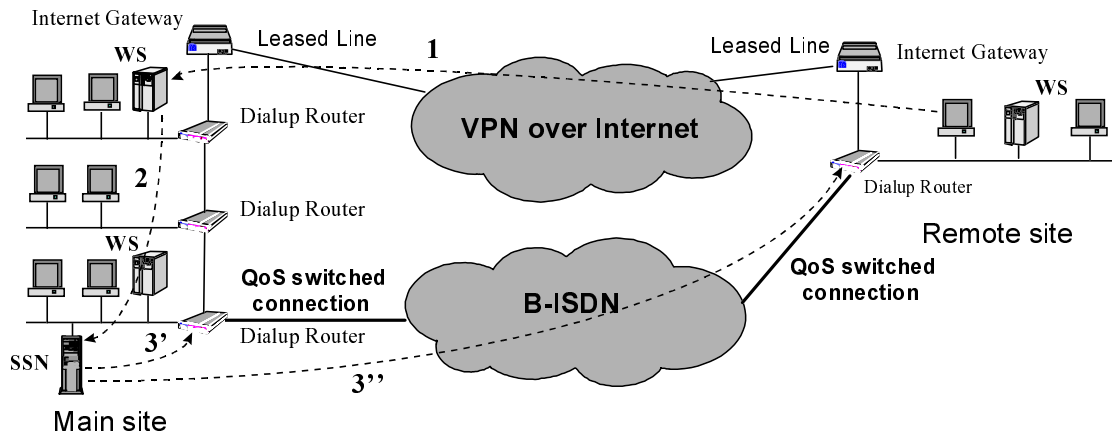 Internet Gateway
Leased Line
1
Leased Line
Internet Gateway
WS
WS
Dialup Router
VPN over Internet
2
Dialup Router
Dialup Router
Remote site
WS
QoS switched
connection
B-ISDN
QoS switched
connection
3'
Dialup Router
SSN
3''
Main site